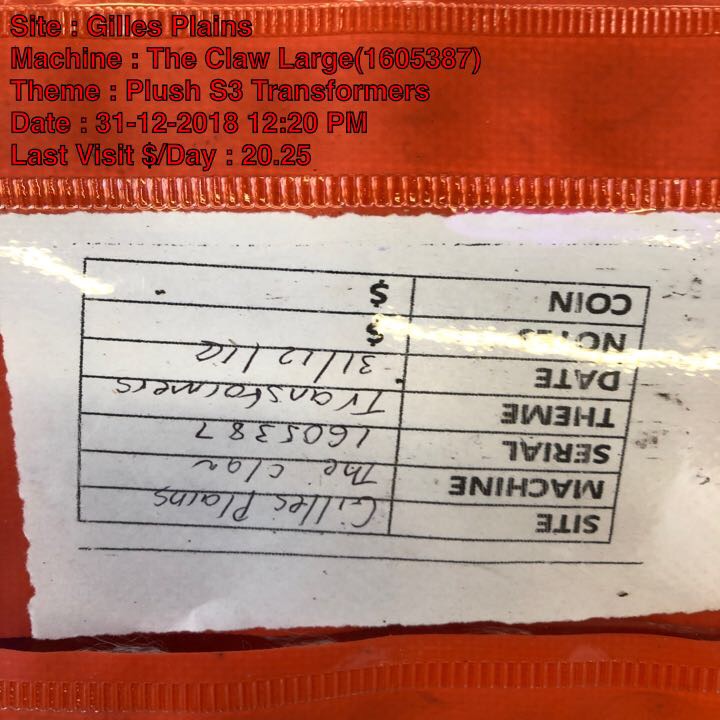 Site : Gilles Plains
Machine : The Claw Large(1605387)
Theme : Plush S3 Transformers
Date : 31-12-2018 12:20 PM
Last Visit $/Day : 20.25
SITE Gilles Plains
MACHINE The Claw
SERIAL 1605387
THEME Transformers
DATE 31/12/18
NOTES $
COIN $